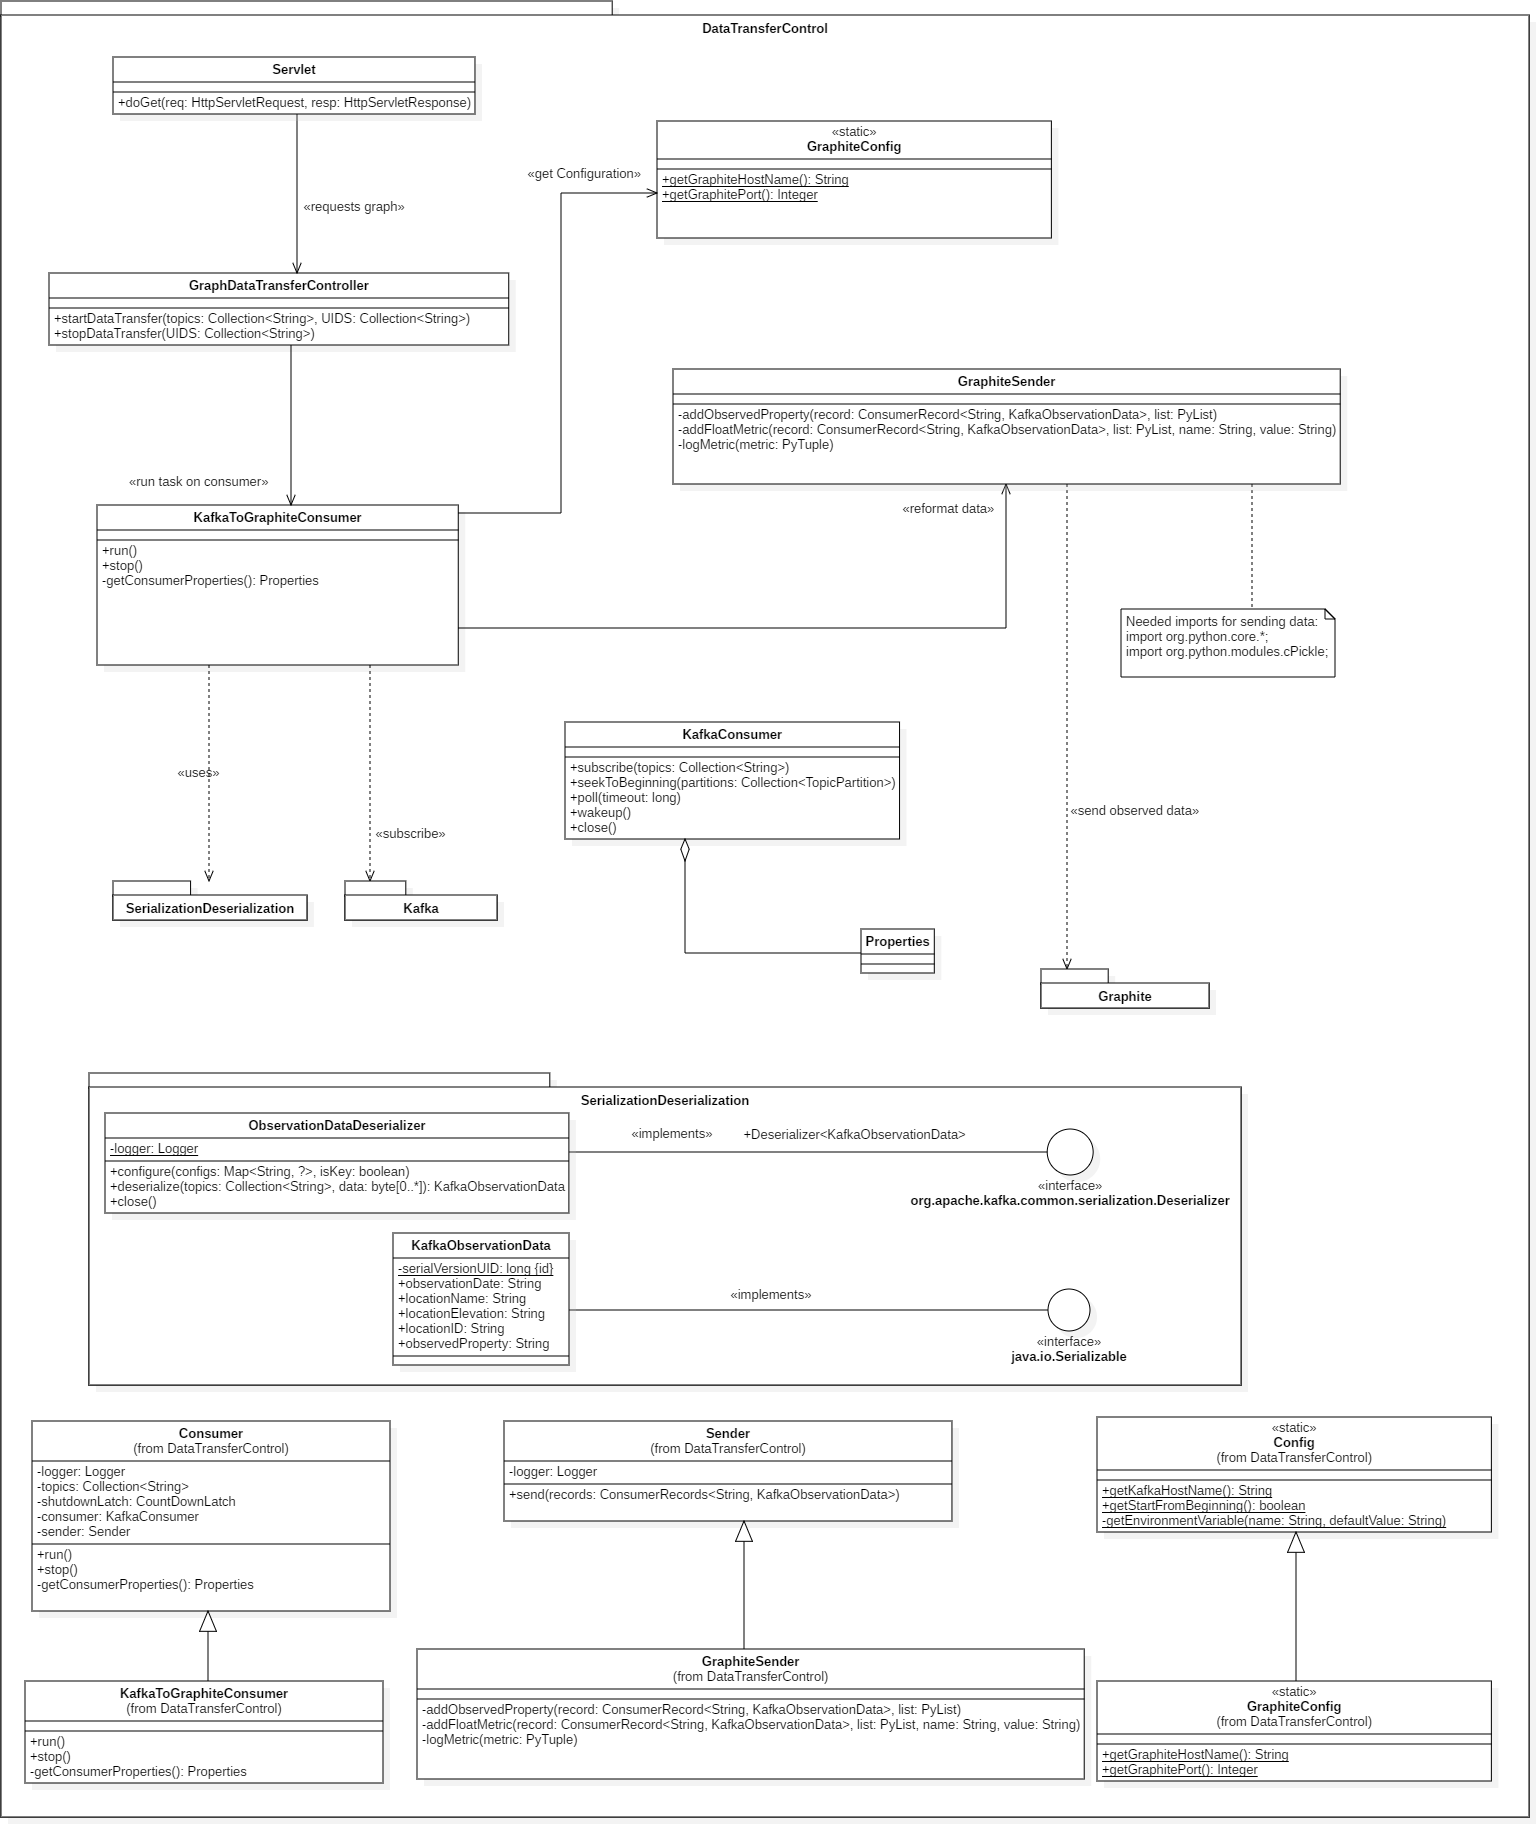 DataTransferControl
Servlet
+doGet(req: HttpServletRequest, resp: HttpServletResponse)
«static»
GraphiteConfig
+getGraphiteHostName(): String
+getGraphitePort(): Integer
«get Configuration»
«requests graph»
GraphDataTransferController
+startDataTransfer(topics: Collection<String>, UIDS: Collection<String>)
+stopDataTransfer(UIDS: Collection<String>)
GraphiteSender
-addObservedProperty(record: ConsumerRecord<String, KafkaObservationData>, list: PyList)
-addFloatMetric(record: ConsumerRecord<String, KafkaObservationData>, list: PyList, name: String, value: String)
-logMetric(metric: PyTuple)
«run task on consumer»
«reformat data»
KafkaToGraphiteConsumer
+run()
+stop()
-getConsumerProperties(): Properties
Needed imports for sending data:
import org.python.core.*;
import org.python.modules.cPickle;
KafkaConsumer
+subscribe(topics: Collection<String>)
+seekToBeginning(partitions: Collection<TopicPartition>)
+poll(timeout: long)
+wakeup()
+close()
«uses»
«subscribe»
«send observed data»
SerializationDeserialization
Kafka
Properties
Graphite
SerializationDeserialization
ObservationDataDeserializer
-logger: Logger
+configure(configs: Map<String, ?>, isKey: boolean)
+deserialize(topics: Collection<String>, data: byte[0..*]): KafkaObservationData
+close()
«implements»
+Deserializer<KafkaObservationData>
«interface»
org.apache.kafka.common.serialization.Deserializer
KafkaObservationData
-serialVersionUID: long {id}
+observationDate: String
+locationName: String
+locationElevation: String
+locationID: String
+observedProperty: String
«implements»
«interface»
java.io.Serializable
Consumer
(from DataTransferControl)
-logger: Logger
-topics: Collection<String>
-shutdownLatch: CountDownLatch
-consumer: KafkaConsumer
-sender: Sender
+run()
+stop()
-getConsumerProperties(): Properties
Sender
(from DataTransferControl)
-logger: Logger
+send(records: ConsumerRecords<String, KafkaObservationData>)
«static»
Config
(from DataTransferControl)
+getKafkaHostName(): String
+getStartFromBeginning(): boolean
-getEnvironmentVariable(name: String, defaultValue: String)
KafkaToGraphiteConsumer
(from DataTransferControl)
+run()
+stop()
-getConsumerProperties(): Properties
GraphiteSender
(from DataTransferControl)
-addObservedProperty(record: ConsumerRecord<String, KafkaObservationData>, list: PyList)
-addFloatMetric(record: ConsumerRecord<String, KafkaObservationData>, list: PyList, name: String, value: String)
-logMetric(metric: PyTuple)
«static»
GraphiteConfig
(from DataTransferControl)
+getGraphiteHostName(): String
+getGraphitePort(): Integer